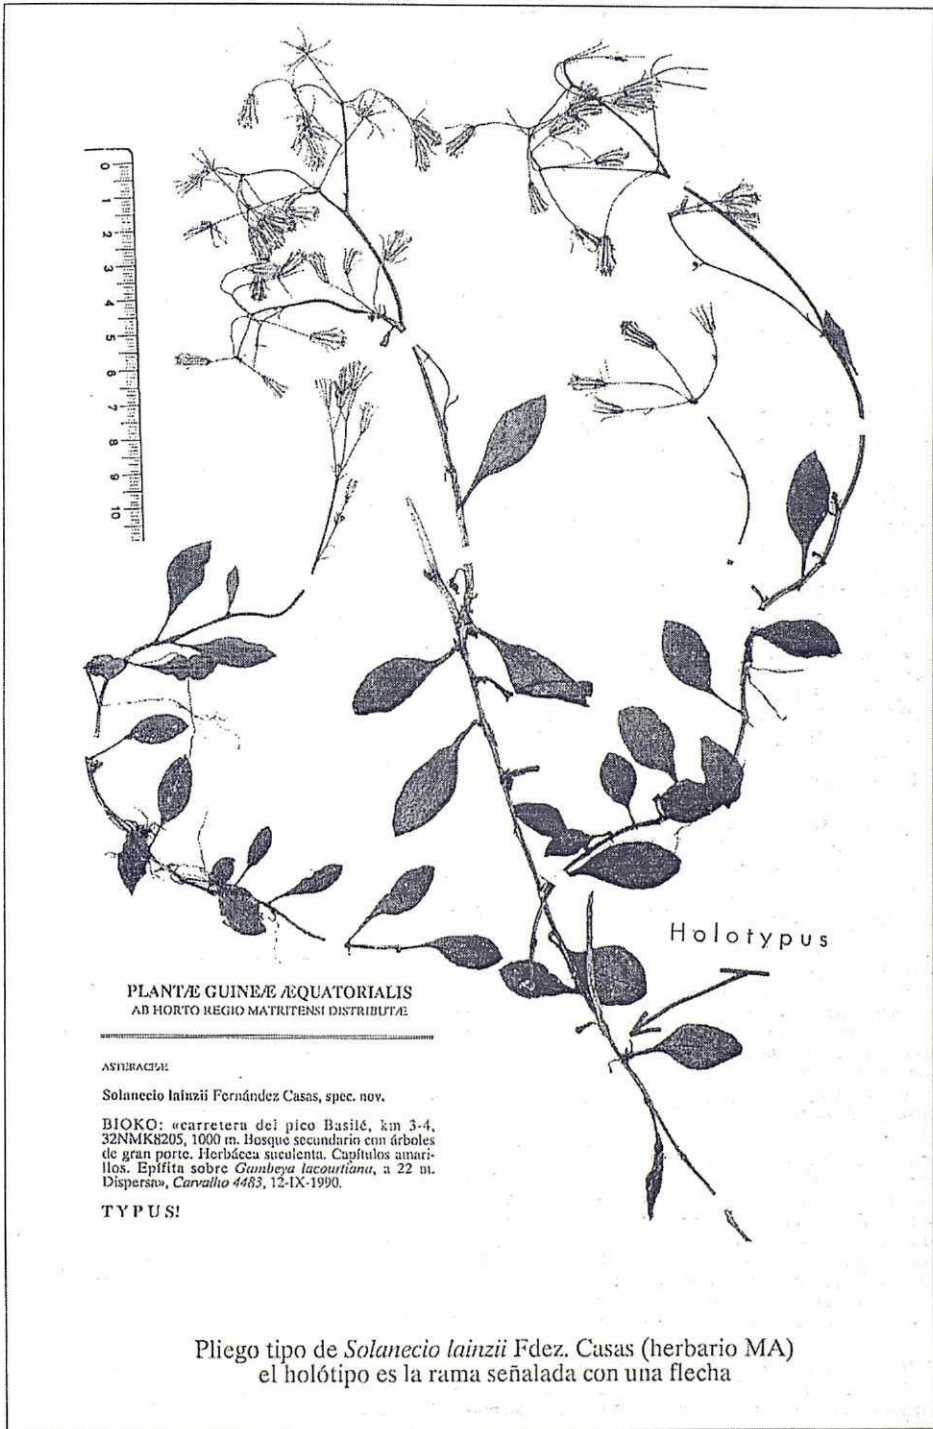 0
1
2
3
4
5
6
7
8
9
10
Holotypus
PLANTÆ GUINEÆ ÆQUATORIALIS
AB HORTO REGIO MATRITENSI DISTRIBUTÆ
ASTERACEÆ
Solanecio lainzii Fernández Casas, spec. nov.
BIOKO: «carretera del pico Basilé, km 3-4,
32NMK8205, 1000 m. Bosque secundario con árboles
de gran porte. Herbácea suculenta. Capítulos amari-
llos. Epífita sobre Gambeya lacourtiana, a 22 m.
Dispersa», Carvalho 4483, 12-IX-1990.
TYPUS!
Pliego tipo de Solanecio lainzii Fdez. Casas (herbario MA)
el holótipo es la rama señalada con una flecha